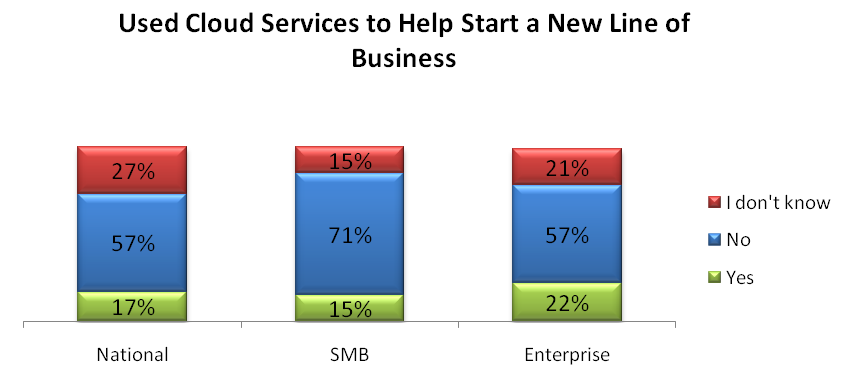 Used Cloud Services to Help Start a New Line of
Business
27% 15% 21%
57% 71% 57%
17% 15% 22%
National SMB Enterprise
I don't know
No
Yes